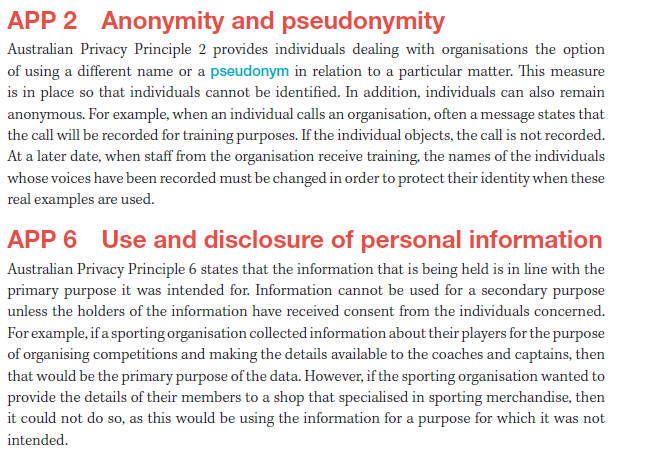 APP 2 Anonymity and pseudonymity
Australian Privacy Principle 2 provides individuals dealing with organisations the option
of using a different name or a pseudonym in relation to a particular matter. This measure
is in place so that individuals cannot be identified. In addition, individuals can also remain
anonymous. For example, when an individual calls an organisation, often a message states that
the call will be recorded for training purposes. If the individual objects, the call is not recorded.
At a later date, when staff from the organisation receive training, the names of the individuals
whose voices have been recorded must be changed in order to protect their identity when these
real examples are used.
APP 6 Use and disclosure of personal information
Australian Privacy Principle 6 states that the information that is being held is in line with the
primary purpose it was intended for. Information cannot be used for a secondary purpose
unless the holders of the information have received consent from the individuals concerned.
For example, if a sporting organisation collected information about their players for the purpose
of organising competitions and making the details available to the coaches and captains, then
that would be the primary purpose of the data. However, if the sporting organisation wanted to
provide the details of their members to a shop that specialised in sporting merchandise, then
it could not do so, as this would be using the information for a purpose for which it was not
intended.